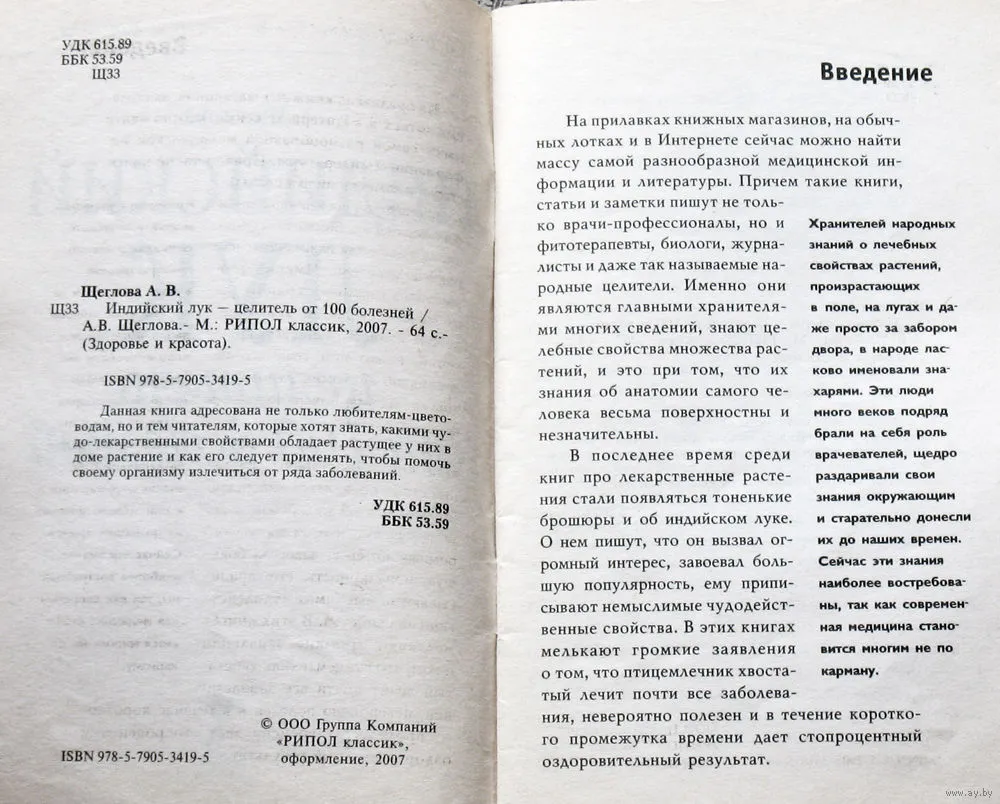 УДК 615.89
ББК 53.59
Щ33
Щеглова А. В.
Щ33 Индийский лук – целитель от 100 болезней /
А.В. Щеглова.- М.: РИПОЛ классик, 2007. - 64 с.-
(Здоровье и красота).
ISBN 978-5-7905-3419-5
Данная книга адресована не только любителям-цвето-
водам, но и тем читателям, которые хотят знать, какими чу-
до-лекарственными свойствами обладает растущее у них в
доме растение и как его следует применять, чтобы помочь
своему организму излечиться от ряда заболеваний.
УДК 615.89
ББК 53.59
© ООО Группа Компаний
«РИПОЛ классик»,
оформление, 2007
ISBN 978-5-7905-3419-5
Введение
На прилавках книжных магазинов, на обыч-
ных лотках и в Интернете сейчас можно найти
массу самой разнообразной медицинской ин-
формации и литературы. Причем такие книги,
статьи и заметки пишут не толь-
ко врачи-профессионалы, но и
фитотерапевты, биологи, журна-
листы и даже так называемые на-
родные целители. Именно они
являются главными хранителя-
ми многих сведений, знают це-
лебные свойства множества рас-
тений, и это при том, что их
знания об анатомии самого че-
ловека весьма поверхностны и
незначительны.
В последнее время среди
книг про лекарственные расте-
ния стали появляться тоненькие
брошюры и об индийском луке.
О нем пишут, что он вызвал ог-
ромный интерес, завоевал боль-
шую популярность, ему припи-
сывают немыслимые чудодейст-
венные свойства. В этих книгах
мелькают громкие заявления
о том, что птицемлечник хвоста-
тый лечит почти все заболева-
ния, невероятно полезен и в течение коротко-
го промежутка времени дает стопроцентный
оздоровительный результат.
Хранителей народных
знаний о лечебных
свойствах растений,
произрастающих
в поле, на лугах и да-
же просто за забором
двора, в народе лас-
ково именовали зна-
харями. Эти люди
много веков подряд
брали на себя роль
врачевателей, щедро
раздаривали свои
знания окружающим
и старательно донесли
их до наших времен.
Сейчас эти знания
наиболее востребова-
ны, так как современ-
ная медицина стано-
вится многим не по
карману.
www.ay.by